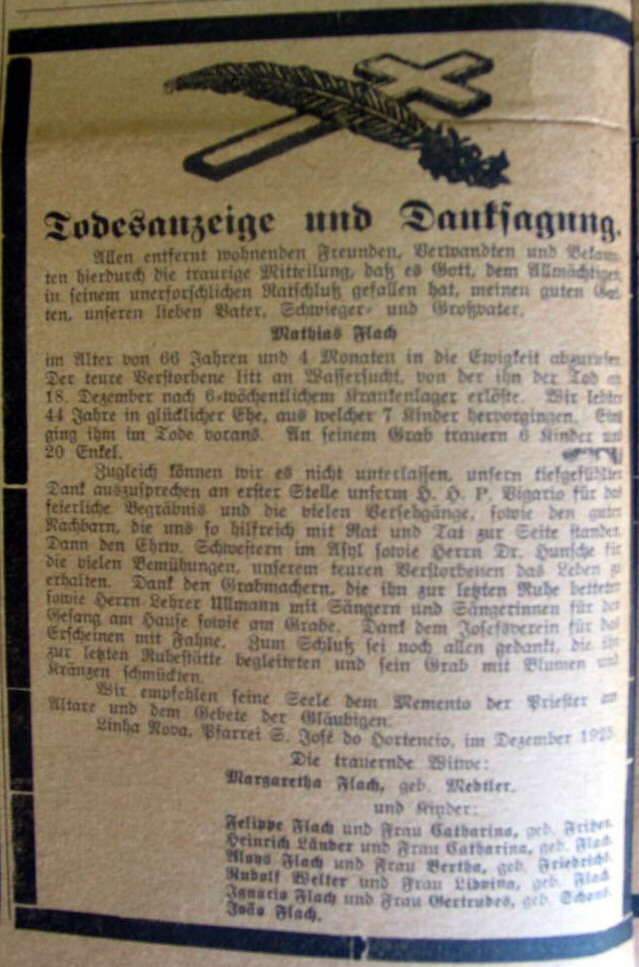 Todesanzeige und Danksagung.
Allen entfernt wohnenden Freunden, Verwandten und Bekann-
ten hierdurch die traurige Mitteilung, daß es Gott, dem Allmächtigen,
in seinem unerforschlichen Ratschluß gefallen hat, meinen guten Gat-
ten, unseren lieben Vater, Schwieger- und Großvater,
Mathias Flach
im Alter von 66 Jahren und 4 Monaten in die Ewigkeit abzurufen.
Der teure Verstorbene litt an Wassersucht, von der ihn der Tod am
18. Dezember nach 6-wöchentlichem Krankenlager erlöste. Wir lebten
44 Jahre in glücklicher Ehe, aus welcher 7 Kinder hervorgingen. Eins
ging ihm im Tode vorans. An seinem Grab trauern 6 Kinder und
20 Enkel.
Zugleich können wir es nicht unterlassen, unsern tiefgefühlten
Dank auszusprechen an erster Stelle unserm H. H. P. Vigario für das
feierliche Begräbnis und die vielen Versehgänge, sowie den guten
Nachbarn, die uns so hilfreich mit Rat und Tat zur Seite standen.
Dann den Ehrw. Schwestern im Asyl sowie Herrn Dr. Hunsche für
die vielen Bemühungen, unserem teuren Verstorbenen das Leben zu
erhalten. Dank den Grabmachern, die ihn zur letzten Ruhe betteten
sowie Herrn Lehrer Ullmann mit Sängern und Sängerinnen für den
Gesang am Hause sowie am Grabe. Dank dem Josefsverein für das
Erscheinen mit Fahne. Zum Schluß sei noch allen gedankt, die ihn
zur letzten Ruhestätte begleiteten und sein Grab mit Blumen und
Kränzen schmückten.
Wir empfehlen seine Seele dem Memento der Priester am
Altare und dem Gebete der Gläubigen.
Linha Nova, Pfarrei S. José do Hortencio, im Dezember
Die trauernde Witwe:
Margaretha Flach, geb. Medtler.
und Kinder:
Felippe Flach und Frau Catharina, geb.
Heinrich Länder und Frau Catharina, geb. Flach.
Aloys Flach und Frau Bertha, geb. Friedrich.
Rudolf Welter und Frau Lidvina, geb. Flach
Ignacio Flach und Frau Gertrudes, geb.
João Flach.